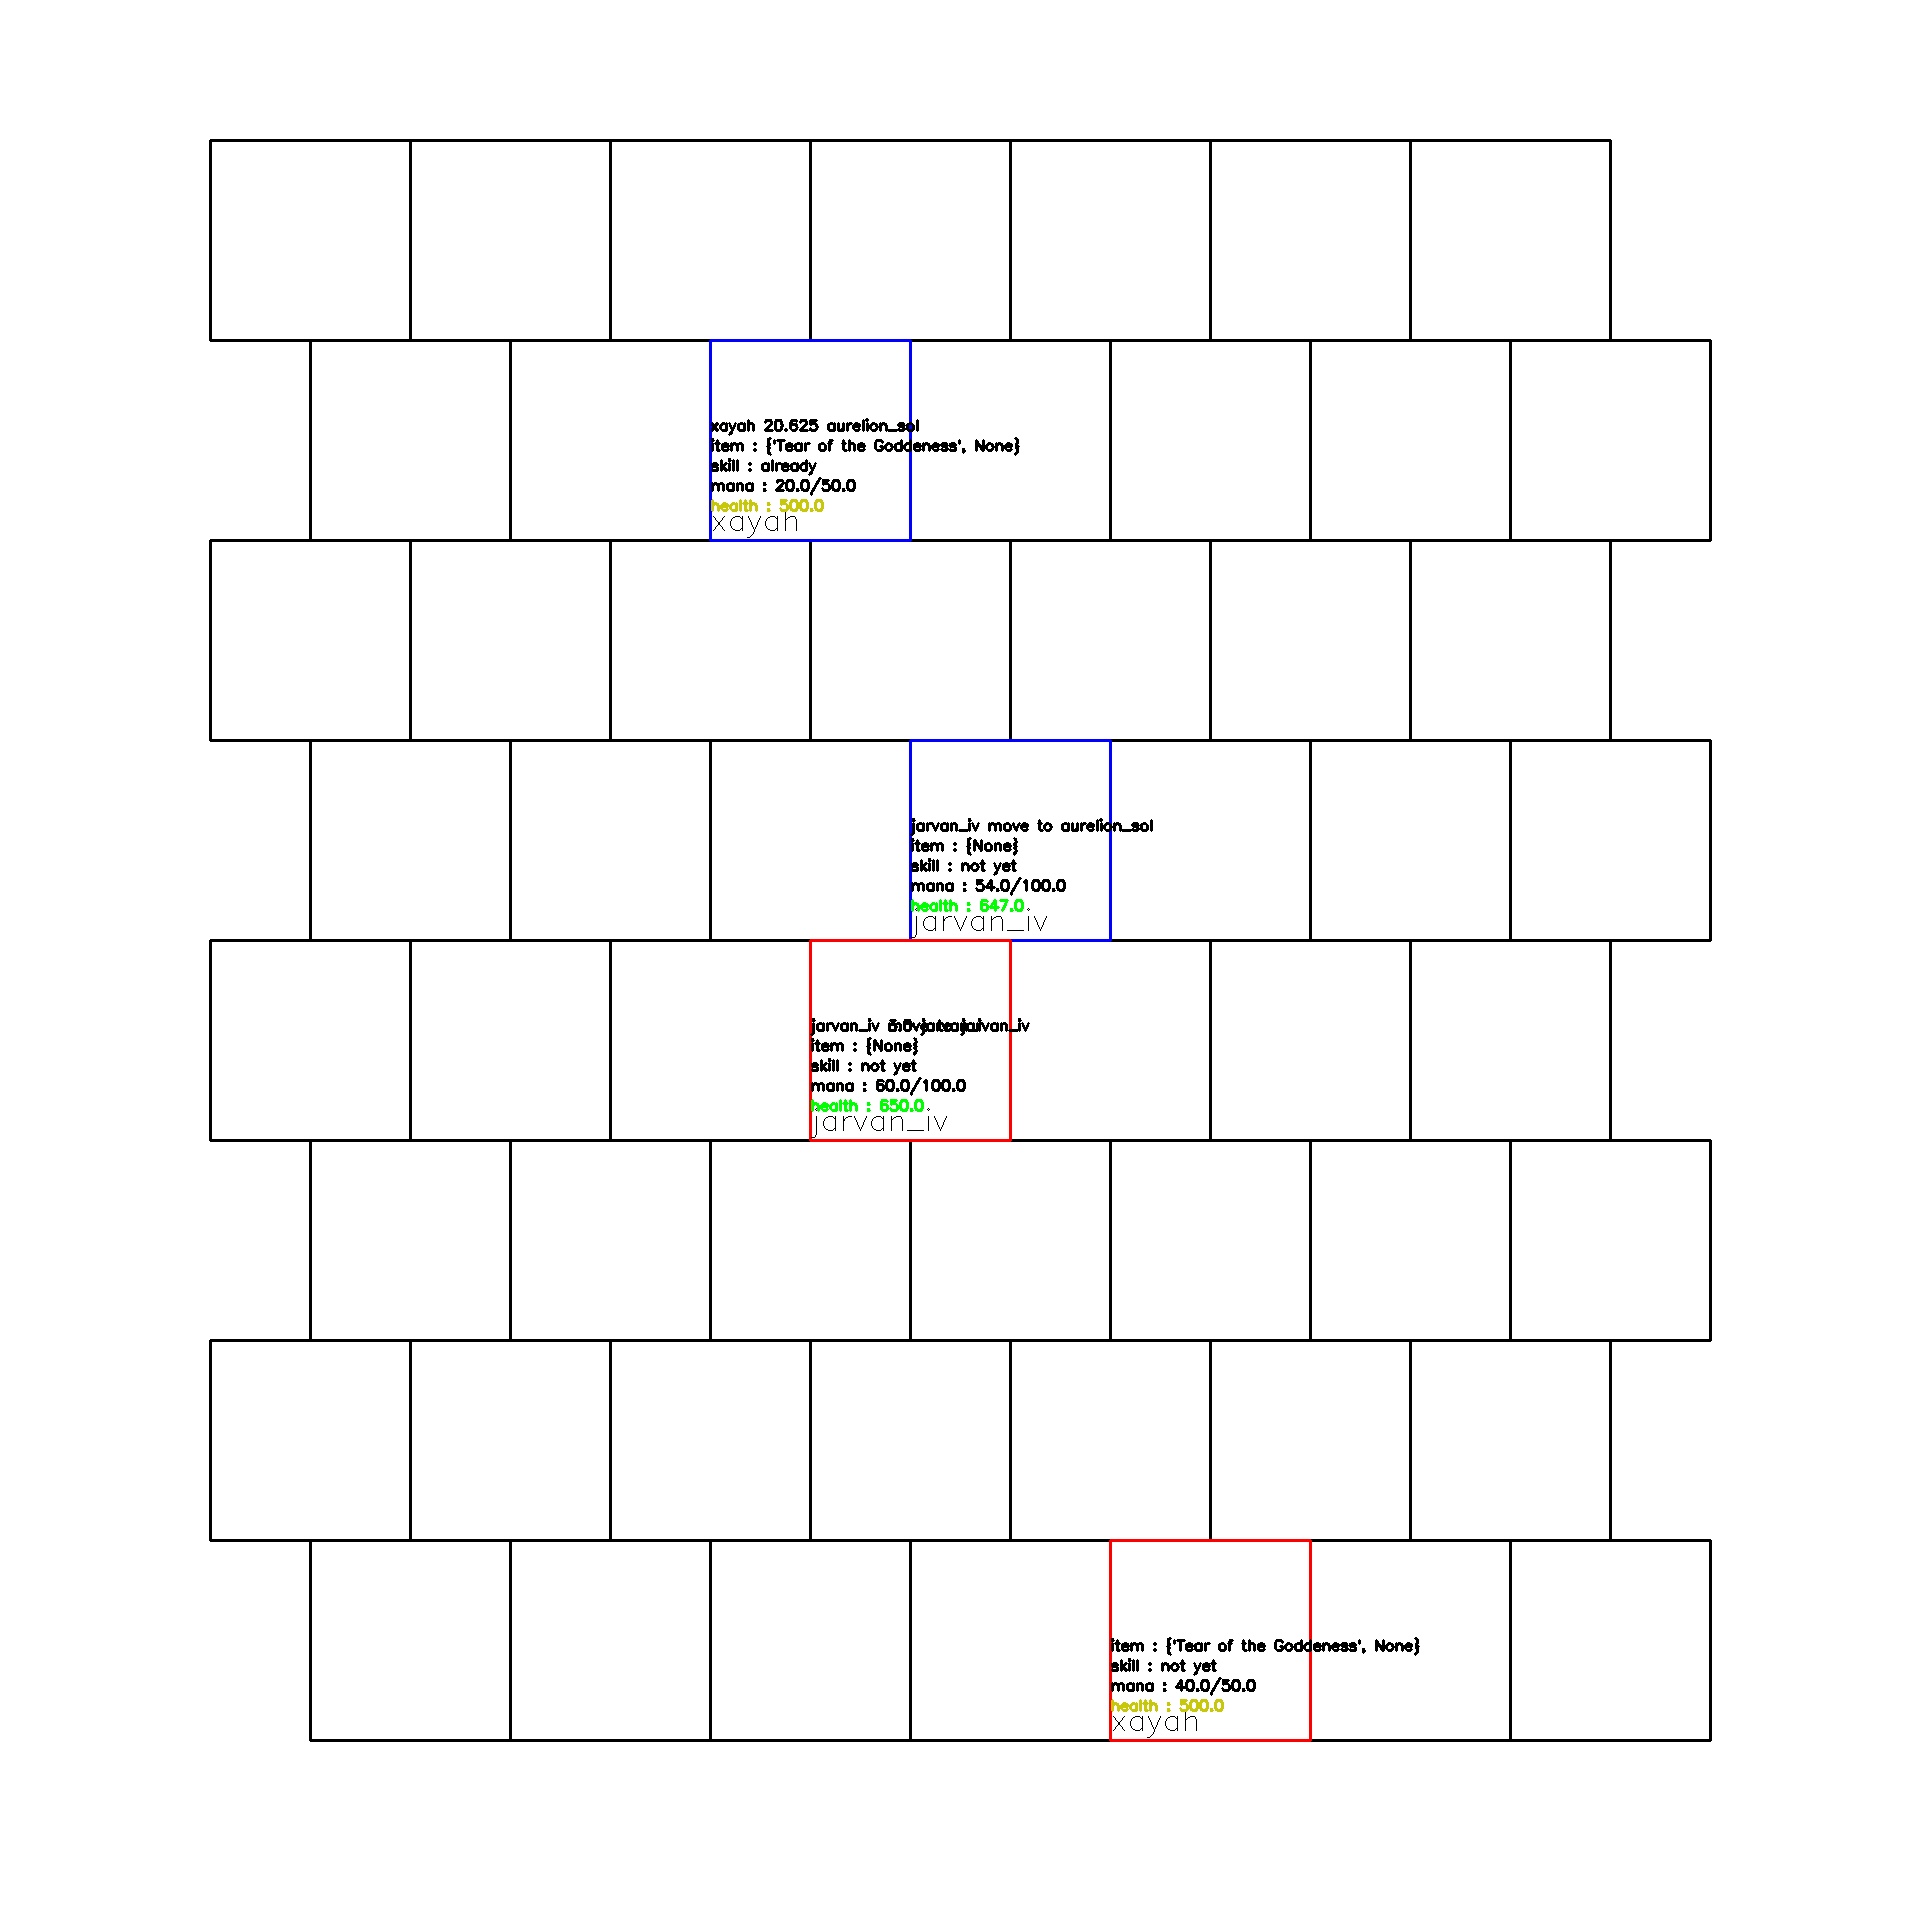 xayah 20.625 aurelion_sol
item : {'Tear of the Goddeness', None}
skill : already
mana : 20.0/50.0
health : 500.0
xayah
jarvan_iv move to aurelion_sol
item : {None}
skill : not yet
mana : 54.0/100.0
health : 647.0
jarvan_iv
jarvan_iv
item : {None}
skill : not yet
mana : 60.0/100.0
health : 650.0
jarvan_iv
item : {'Tear of the Goddeness', None}
skill : not yet
mana : 40.0/50.0
health : 500.0
xayah